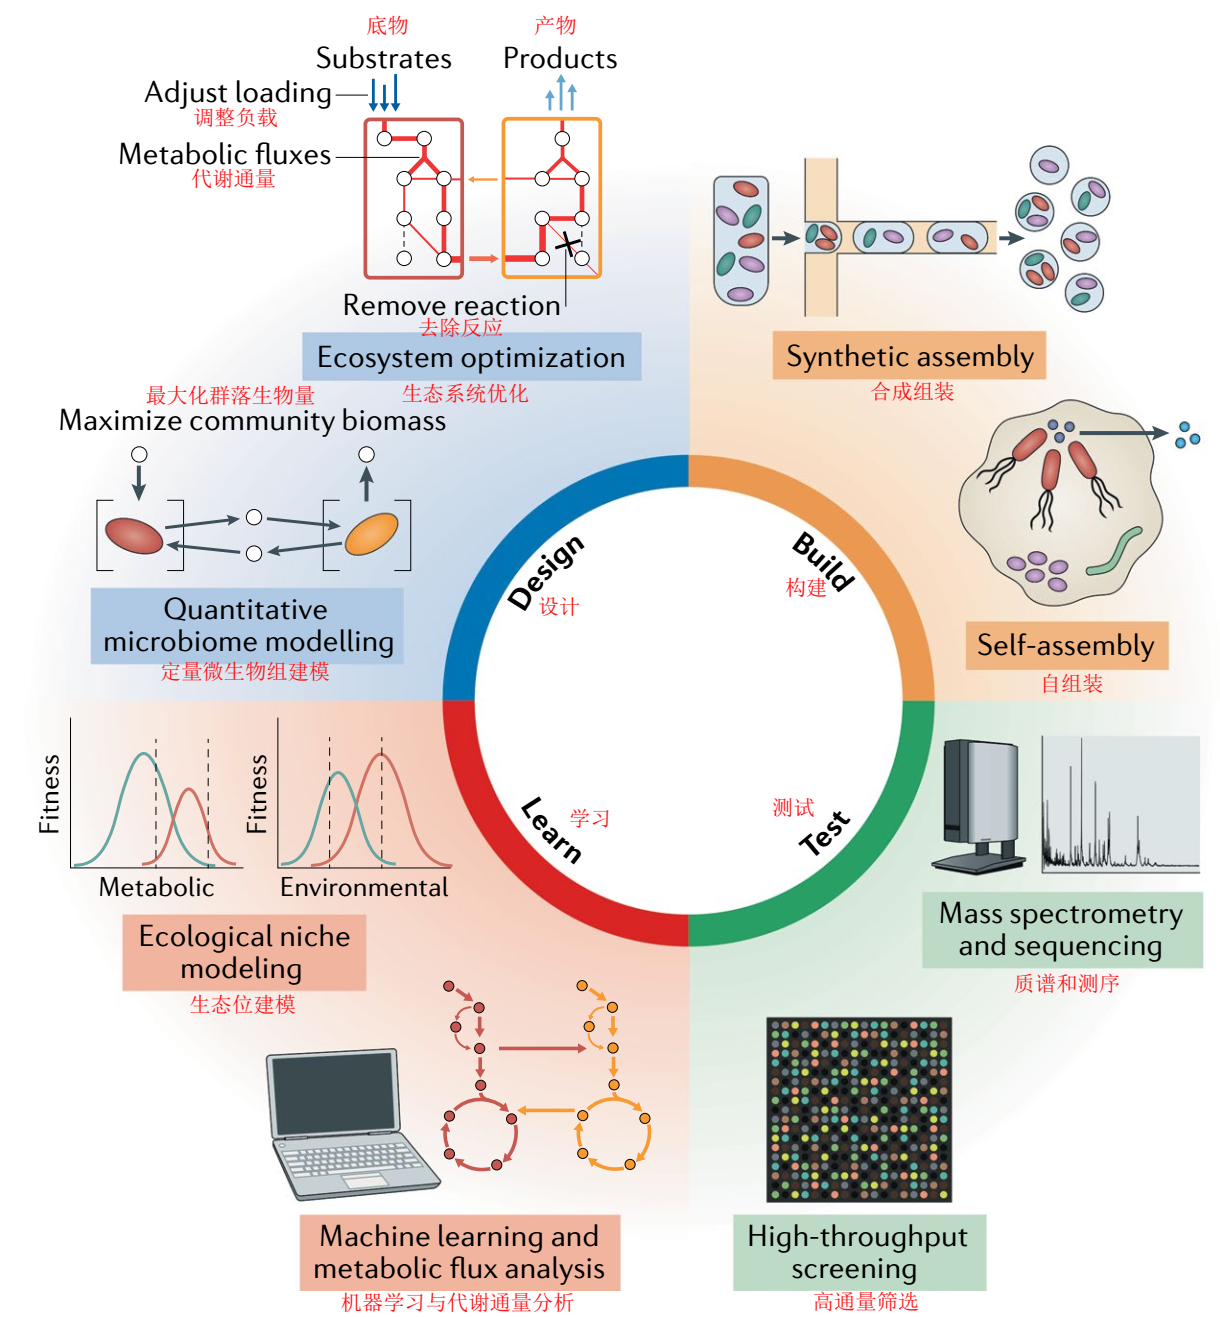 底物
产物
Substrates
Products
Adjust loading
调整负载
Metabolic fluxes
代谢通量
Remove reaction
去除反应
Ecosystem optimization
生态系统优化
最大化群落生物量
Maximize community biomass
Quantitative
microbiome modelling
定量微生物组建模
Synthetic assembly
合成组装
Self-assembly
自组装
Design
设计
Build
构建
Learn
学习
Test
测试
Fitness
Metabolic
Fitness
Environmental
Ecological niche
modeling
生态位建模
Mass spectrometry
and sequencing
质谱和测序
Machine learning and
metabolic flux analysis
机器学习与代谢通量分析
High-throughput
screening
高通量筛选